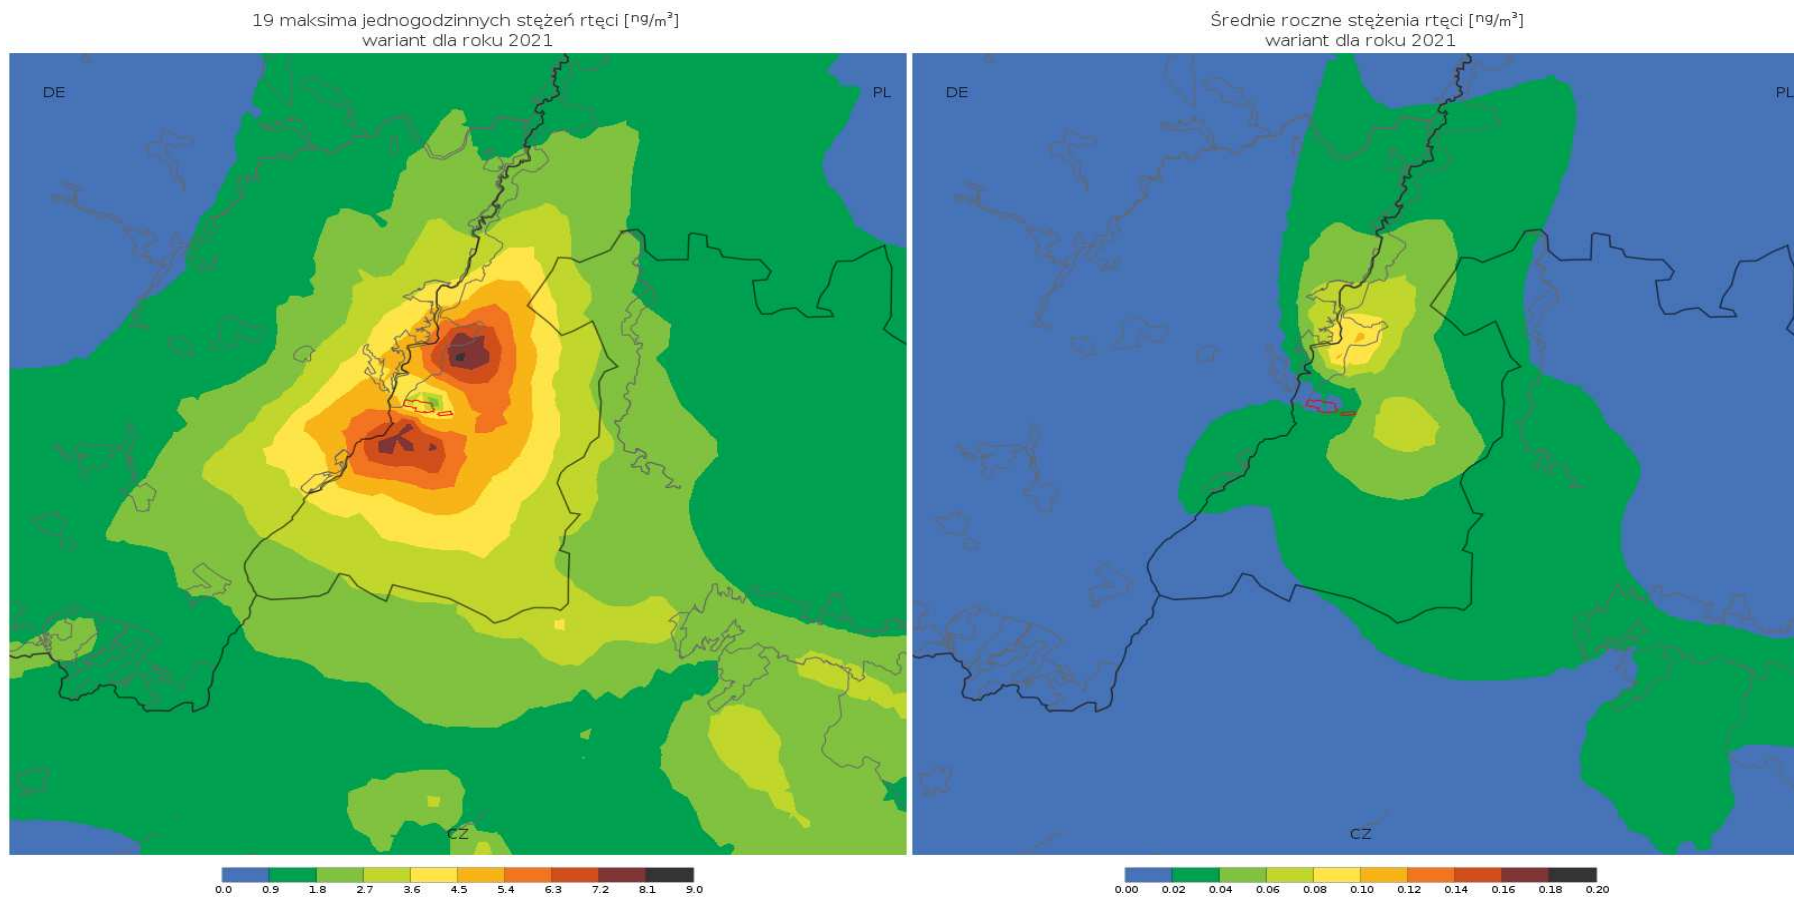 19 maksima jednogodzinnych stężeń rtęci [ng/m³]
wariant dla roku 2021
DE
PL
CZ
0.0 0.9 1.8 2.7 3.6 4.5 5.4 6.3 7.2 8.1 9.0
Średnie roczne stężenia rtęci [ng/m³]
wariant dla roku 2021
DE
PL
CZ
0.00 0.02 0.04 0.06 0.08 0.10 0.12 0.14 0.16 0.18 0.20